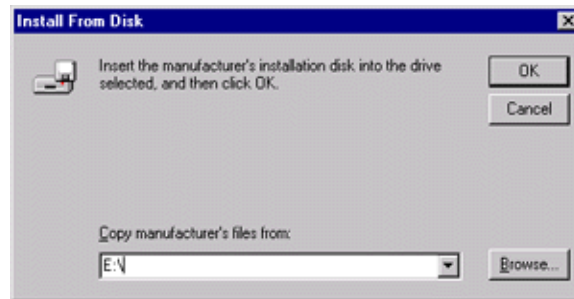 Install From Disk
Insert the manufacturer's installation disk into the drive
selected, and then click OK.
OK
Cancel
Copy manufacturer's files from:
E:\
Browse...